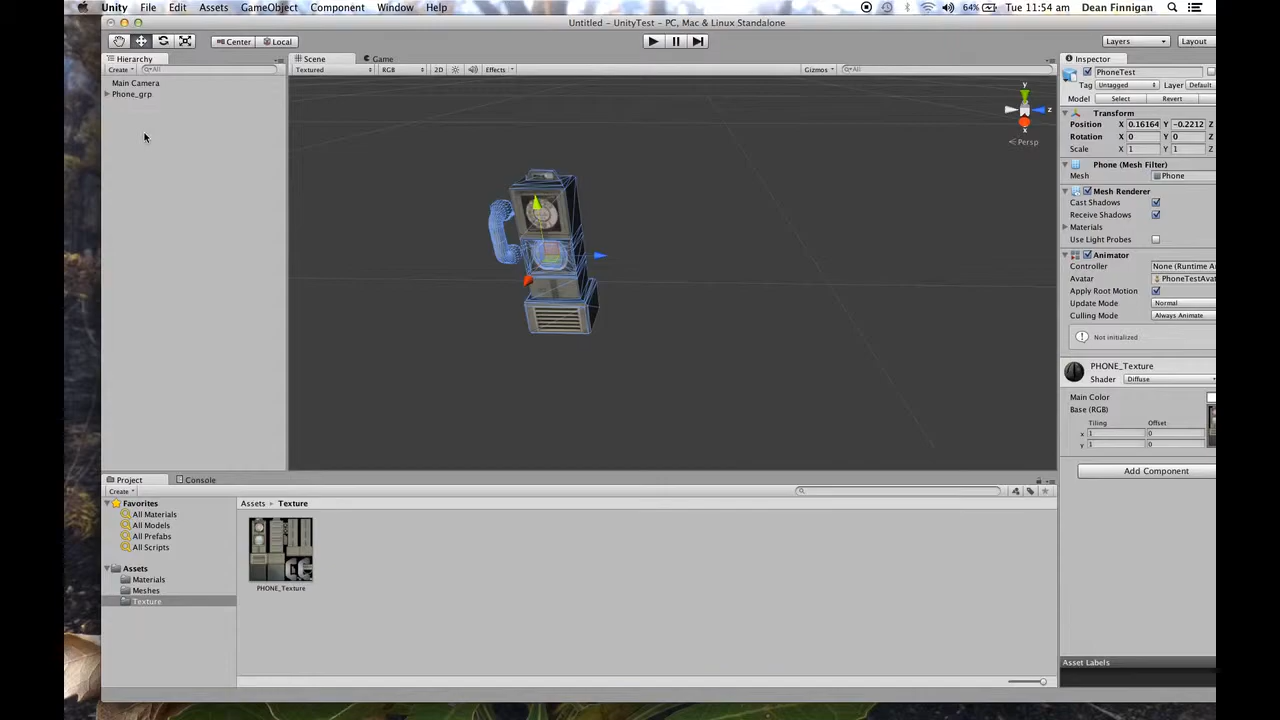 Unity File Edit Assets GameObject Component Window Help 64% Tue 11:54 am Dean Finnigan
Untitled - UnityTest - PC, Mac & Linux Standalone
Center Local Layers Layout
Hierarchy
Create All
Main Camera
Phone_grp
Scene Game
Textured RGB 2D Effects Gizmos All
y
z
x
Persp
Inspector
PhoneTest
Tag Untagged Layer Default
Model Select Revert
Transform
Position X 0.16164 Y -0.2212 Z
Rotation X 0 Y 0 Z
Scale X 1 Y 1 Z
Phone (Mesh Filter)
Mesh Phone
Mesh Renderer
Cast Shadows
Receive Shadows
Materials
Use Light Probes
Animator
Controller None (Runtime A
Avatar PhoneTestAvat
Apply Root Motion
Update Mode Normal
Culling Mode Always Animate
Not initialized
PHONE_Texture
Shader Diffuse
Main Color
Base (RGB)
Tiling Offset
x 1 0
y 1 0
Add Component
Asset Labels
Project Console
Create
Favorites
All Materials
All Models
All Prefabs
All Scripts
Assets
Materials
Meshes
Texture
Assets Texture
PHONE_Texture